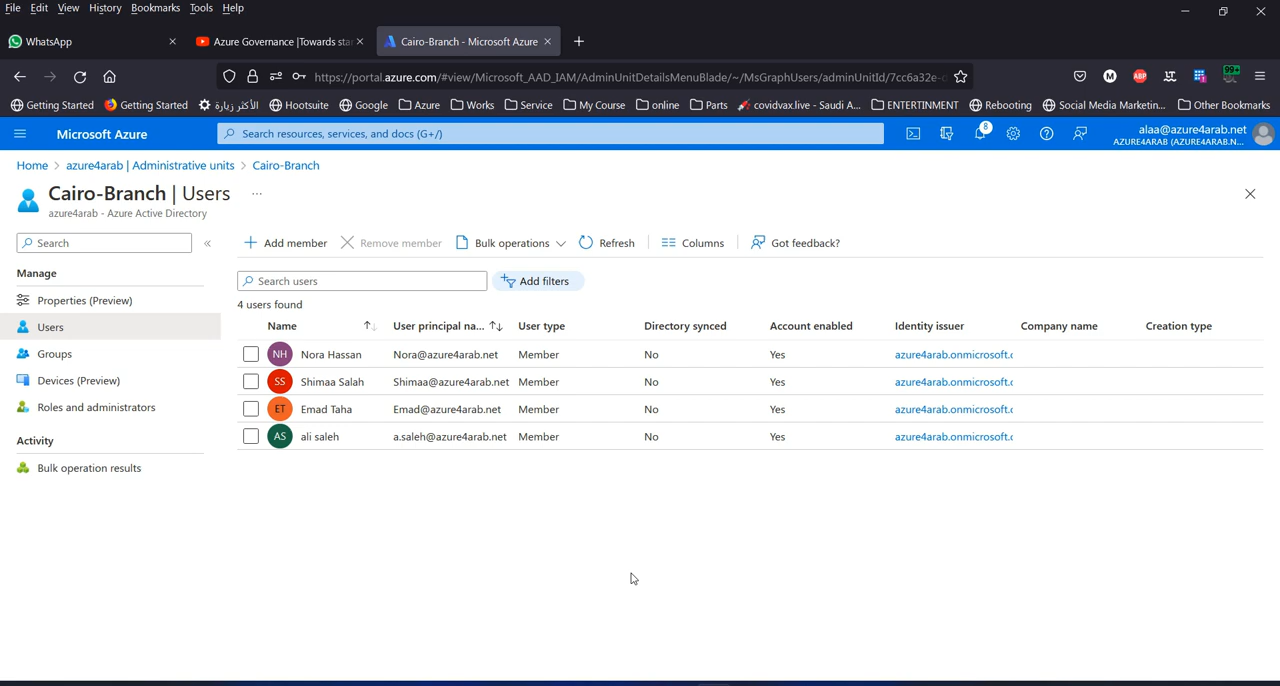 File Edit View History Bookmarks Tools Help
WhatsApp
Azure Governance |Towards star
Cairo-Branch - Microsoft Azure
https://portal.azure.com/#view/Microsoft_AAD_IAM/AdminUnitDetailsMenuBlade/~/MsGraphUsers/adminUnitId/7cc6a32e-
Getting Started Getting Started الأكثر زيارة Hootsuite Google Azure Works Service My Course online Parts covidvax.live - Saudi A... ENTERTINMENT Rebooting Social Media Marketin... Other Bookmarks
Microsoft Azure
Search resources, services, and docs (G+/)
8
alaa@azure4arab.net
AZURE4ARAB (AZURE4ARAB.N...
Home > azure4arab | Administrative units > Cairo-Branch
Cairo-Branch | Users ...
azure4arab - Azure Active Directory
Search
Manage
Properties (Preview)
Users
Groups
Devices (Preview)
Roles and administrators
Activity
Bulk operation results
Add member Remove member Bulk operations Refresh Columns Got feedback?
Search users Add filters
4 users found
Name User principal na... User type Directory synced Account enabled Identity issuer Company name Creation type
NH Nora Hassan Nora@azure4arab.net Member No Yes azure4arab.onmicrosoft.c
SS Shimaa Salah Shimaa@azure4arab.net Member No Yes azure4arab.onmicrosoft.c
ET Emad Taha Emad@azure4arab.net Member No Yes azure4arab.onmicrosoft.c
AS ali saleh a.saleh@azure4arab.net Member No Yes azure4arab.onmicrosoft.c